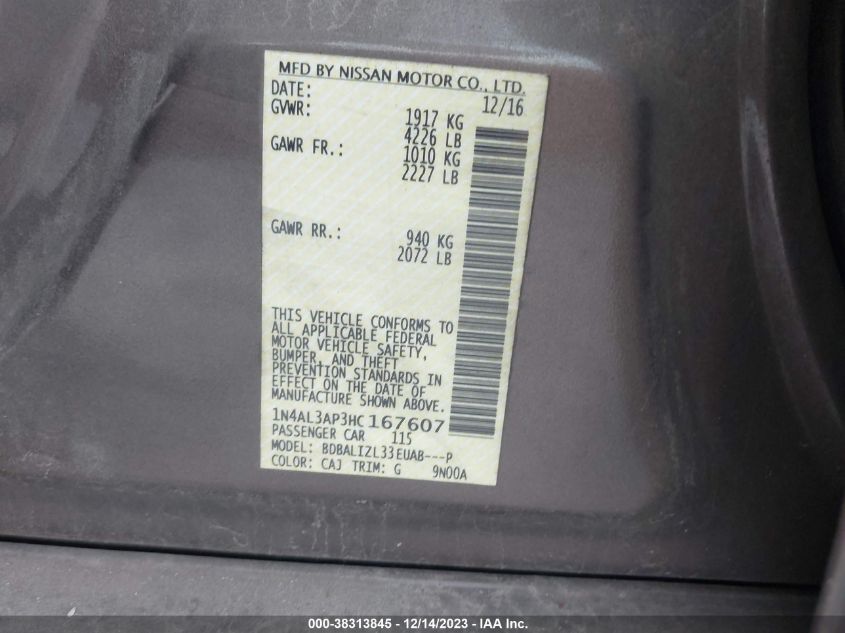 MFD BY NISSAN MOTOR CO., LTD.
DATE: 12/16
GVWR: 1917 KG
4226 LB
GAWR FR.: 1010 KG
2227 LB
GAWR RR.: 940 KG
2072 LB
THIS VEHICLE CONFORMS TO
ALL APPLICABLE FEDERAL
MOTOR VEHICLE SAFETY,
BUMPER, AND THEFT
PREVENTION STANDARDS IN
EFFECT ON THE DATE OF
MANUFACTURE SHOWN ABOVE.
1N4AL3AP3HC167607
PASSENGER CAR 115
MODEL: BDBALIZL33EUAB---P
COLOR: CAJ TRIM: G 9N00A
000-38313845 - 12/14/2023 - IAA Inc.